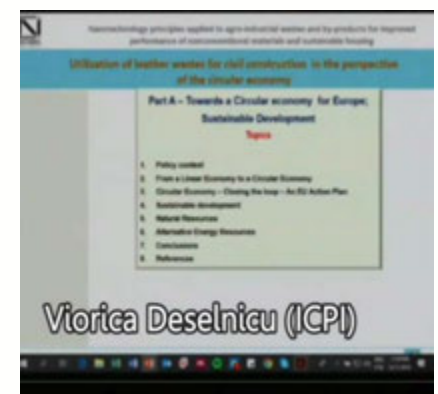 Nanotechnology principles applied to agro-industrial wastes and by-products for improved
performance of nonconventional materials and sustainable housing
Utilisation of leather wastes for civil construction in the perspective
of the circular economy
Part A – Towards a Circular economy for Europe;
Sustainable Development
Topics
1. Policy context
2. From a Linear Economy to a Circular Economy
3. Circular Economy – Closing the loop – An EU Action Plan
4. Sustainable development
5. Natural Resources
6. Alternative Energy Resources
7. Conclusions
8. References
Viorica Deselnicu (ICPI)